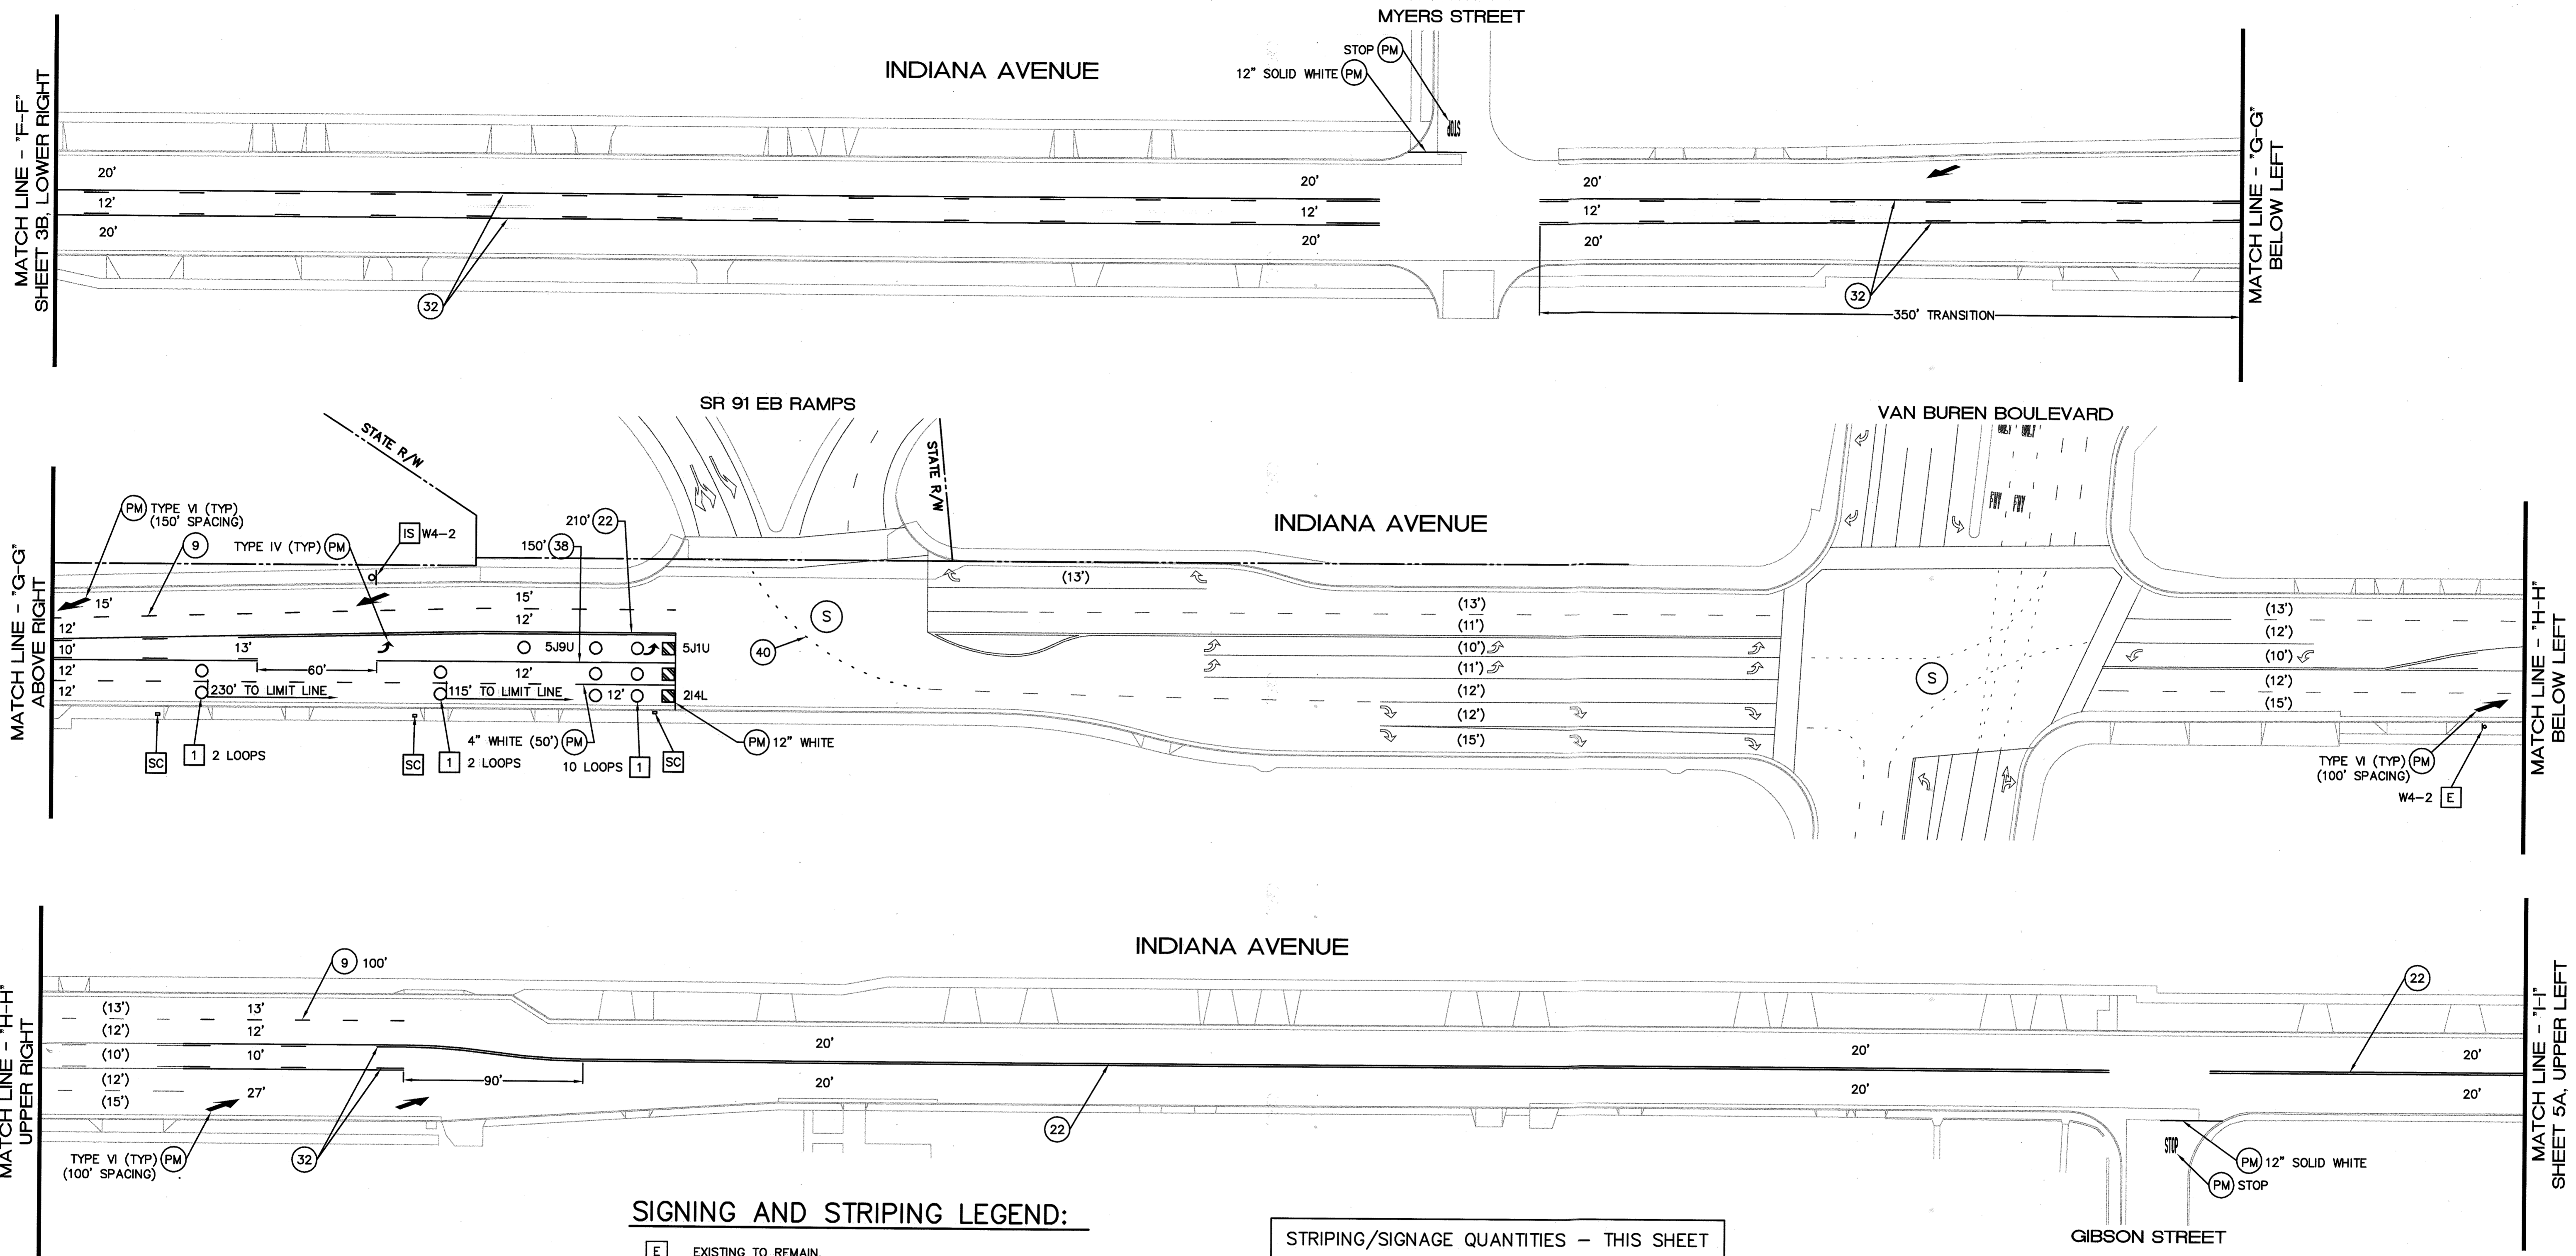 MYERS STREET
INDIANA AVENUE
STOP PM
12" SOLID WHITE PM
STOP
MATCH LINE - "F-F"
SHEET 3B, LOWER RIGHT
20'
12'
20'
20'
12'
20'
20'
12'
20'
32
32
350' TRANSITION
MATCH LINE - "G-G"
BELOW LEFT
SR 91 EB RAMPS
VAN BUREN BOULEVARD
STATE R/W
STATE R/W
INDIANA AVENUE
MATCH LINE - "G-G"
ABOVE RIGHT
PM TYPE VI (TYP)
(150' SPACING)
9
TYPE IV (TYP) PM
IS W4-2
210' 22
150' 38
FWY FWY
15'
12'
10'
12'
12'
13'
60'
15'
12'
12'
12'
5J9U
5J1U
2I4L
230' TO LIMIT LINE
115' TO LIMIT LINE
S
40
S
(13')
(13')
(11')
(10')
(11')
(12')
(12')
(15')
(13')
(12')
(10')
(12')
(15')
SC
1 2 LOOPS
SC
1 2 LOOPS
4" WHITE (50') PM
10 LOOPS 1
SC
PM 12" WHITE
TYPE VI (TYP) PM
(100' SPACING)
W4-2 E
MATCH LINE - "H-H"
BELOW LEFT
INDIANA AVENUE
MATCH LINE - "H-H"
UPPER RIGHT
9 100'
22
(13')
(12')
(10')
(12')
(15')
13'
12'
10'
27'
90'
20'
20'
20'
20'
20'
20'
TYPE VI (TYP) PM
(100' SPACING)
32
22
STOP
PM 12" SOLID WHITE
PM STOP
GIBSON STREET
MATCH LINE - "I-I"
SHEET 5A, UPPER LEFT
SIGNING AND STRIPING LEGEND:
E EXISTING TO REMAIN.
STRIPING/SIGNAGE QUANTITIES - THIS SHEET